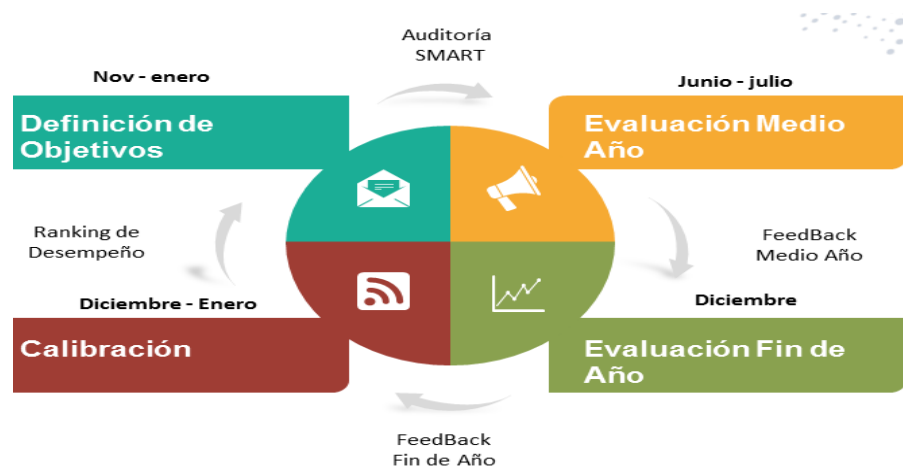 Auditoría
SMART
Nov - enero
Junio - julio
Definición de
Objetivos
Evaluación Medio
Año
Ranking de
Desempeño
FeedBack
Medio Año
Diciembre - Enero
Diciembre
Calibración
Evaluación Fin de
Año
FeedBack
Fin de Año